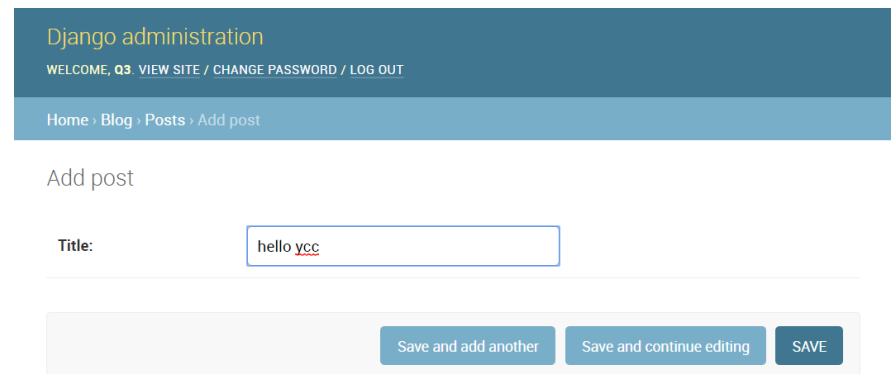 Django administration
WELCOME, Q3. VIEW SITE / CHANGE PASSWORD / LOG OUT
Home › Blog › Posts › Add post
Add post
Title: hello ycc
Save and add another Save and continue editing SAVE